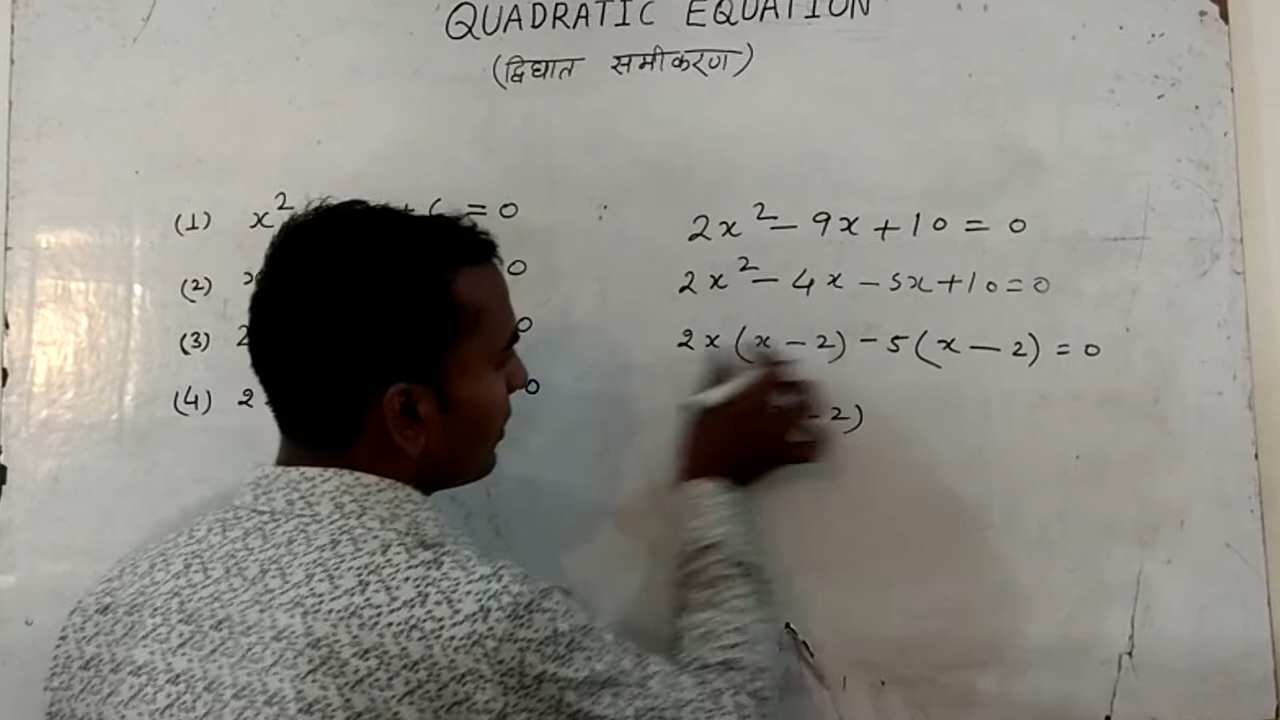 QUADRATIC EQUATION
(द्विघात समीकरण)
(1) x² + 6 = 0
(2) 0
(3) 2 0
(4) 2 0
2x² - 9x + 10 = 0
2x² - 4x - 5x + 10 = 0
2x (x - 2) - 5 (x - 2) = 0
- 2)